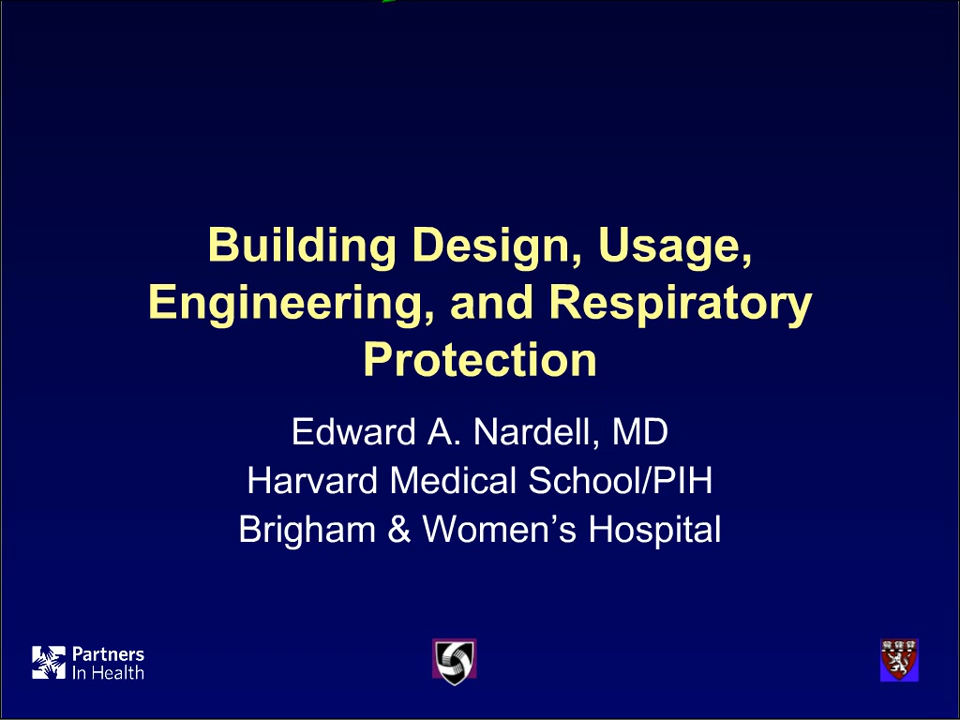 Building Design, Usage,
Engineering, and Respiratory
Protection
Edward A. Nardell, MD
Harvard Medical School/PIH
Brigham & Women’s Hospital
Partners
In Health